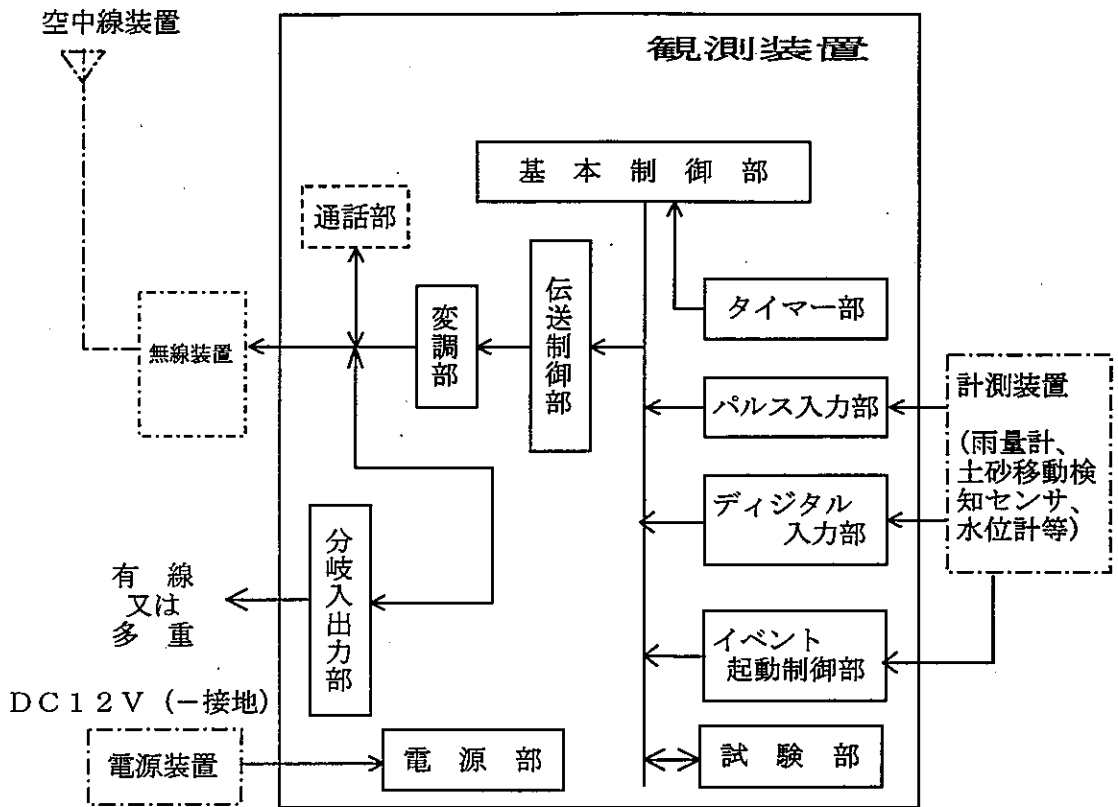 空中線装置
観測装置
基本制御部
通話部
伝送制御部
変調部
タイマー部
無線装置
パルス入力部
計測装置
(雨量計、
土砂移動検
知センサ、
水位計等)
ディジタル
入力部
分岐入出力部
有線
又は
多重
イベント
起動制御部
DC12V(－接地)
電源装置
電源部
試験部